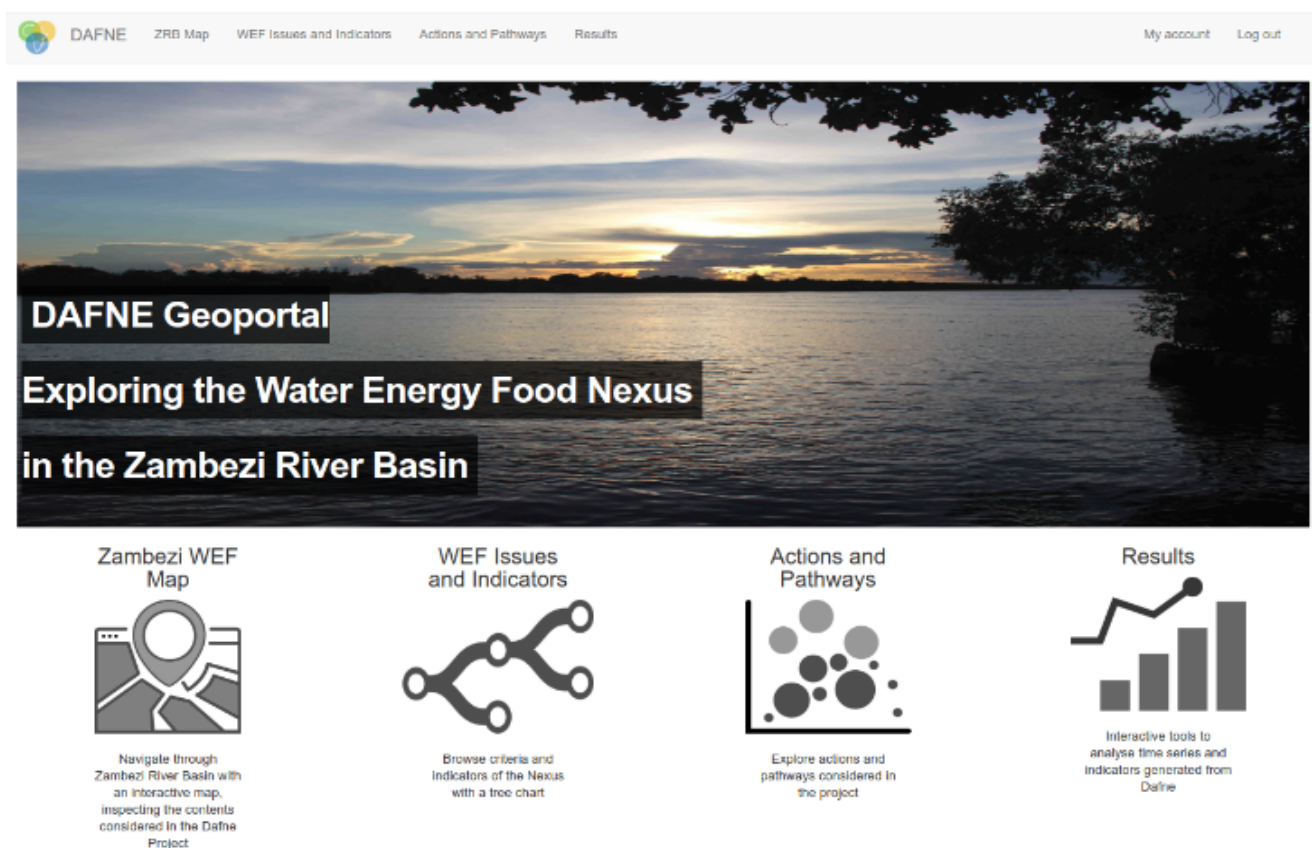 DAFNE ZRB Map WEF Issues and Indicators Actions and Pathways Results My account Log out
DAFNE Geoportal
Exploring the Water Energy Food Nexus
in the Zambezi River Basin
Zambezi WEF
Map
Navigate through
Zambezi River Basin with
an interactive map,
inspecting the contents
considered in the Dafne
Project
WEF Issues
and Indicators
Browse criteria and
indicators of the Nexus
with a tree chart
Actions and
Pathways
Explore actions and
pathways considered in
the project
Results
Interactive tools to
analyse time series and
indicators generated from
Dafne